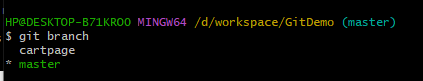 HP@DESKTOP-B71KROO MINGW64 /d/workspace/GitDemo (master)
$ git branch
  cartpage
* master